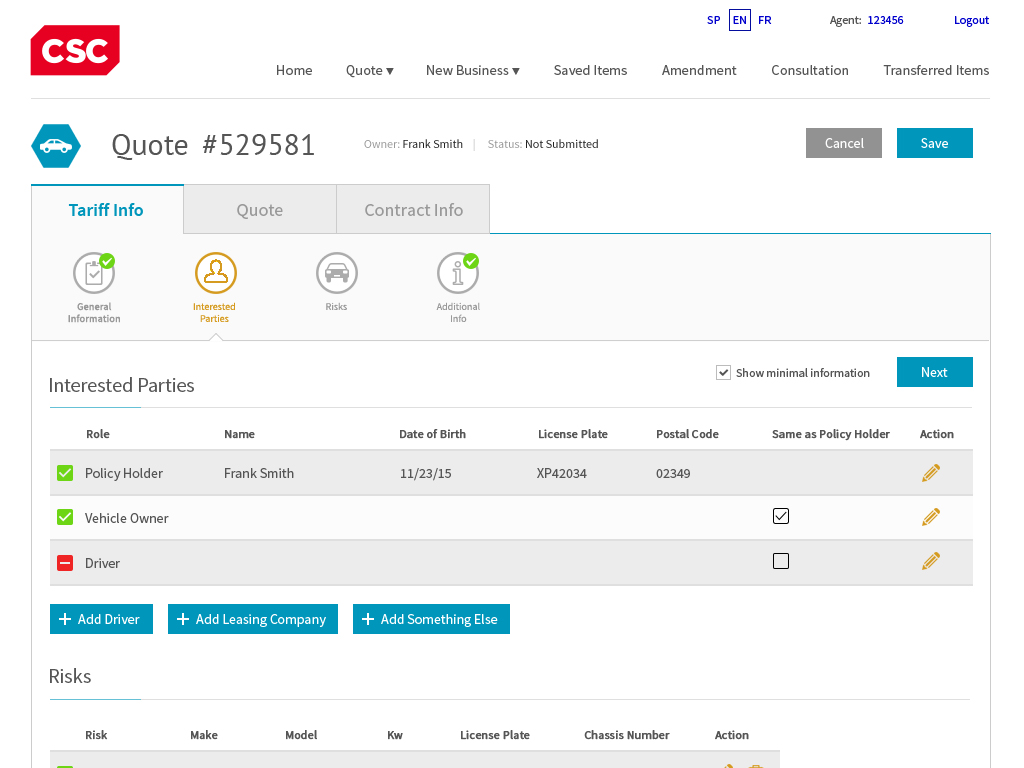 SP EN FR Agent: 123456 Logout
CSC
Home Quote ▾ New Business ▾ Saved Items Amendment Consultation Transferred Items
Quote #529581 Owner: Frank Smith | Status: Not Submitted Cancel Save
Tariff Info Quote Contract Info
General Information
Interested Parties
Risks
Additional Info
Interested Parties Show minimal information Next
Role Name Date of Birth License Plate Postal Code Same as Policy Holder Action
Policy Holder Frank Smith 11/23/15 XP42034 02349
Vehicle Owner
Driver
Add Driver Add Leasing Company Add Something Else
Risks
Risk Make Model Kw License Plate Chassis Number Action